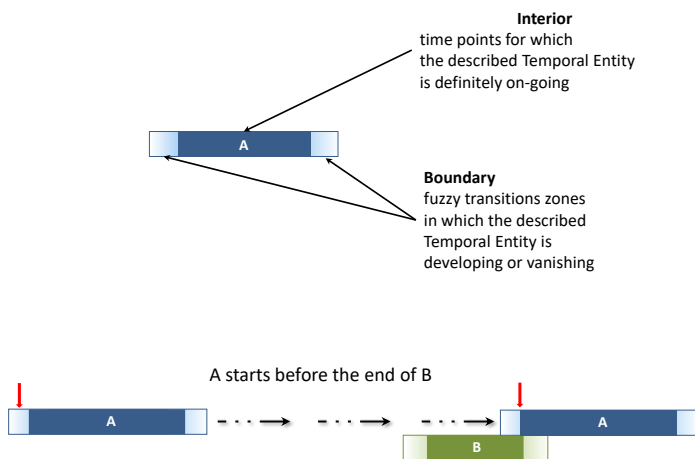 Interior
time points for which
the described Temporal Entity
is definitely on-going
A
Boundary
fuzzy transitions zones
in which the described
Temporal Entity is
developing or vanishing
A starts before the end of B
A
A
B